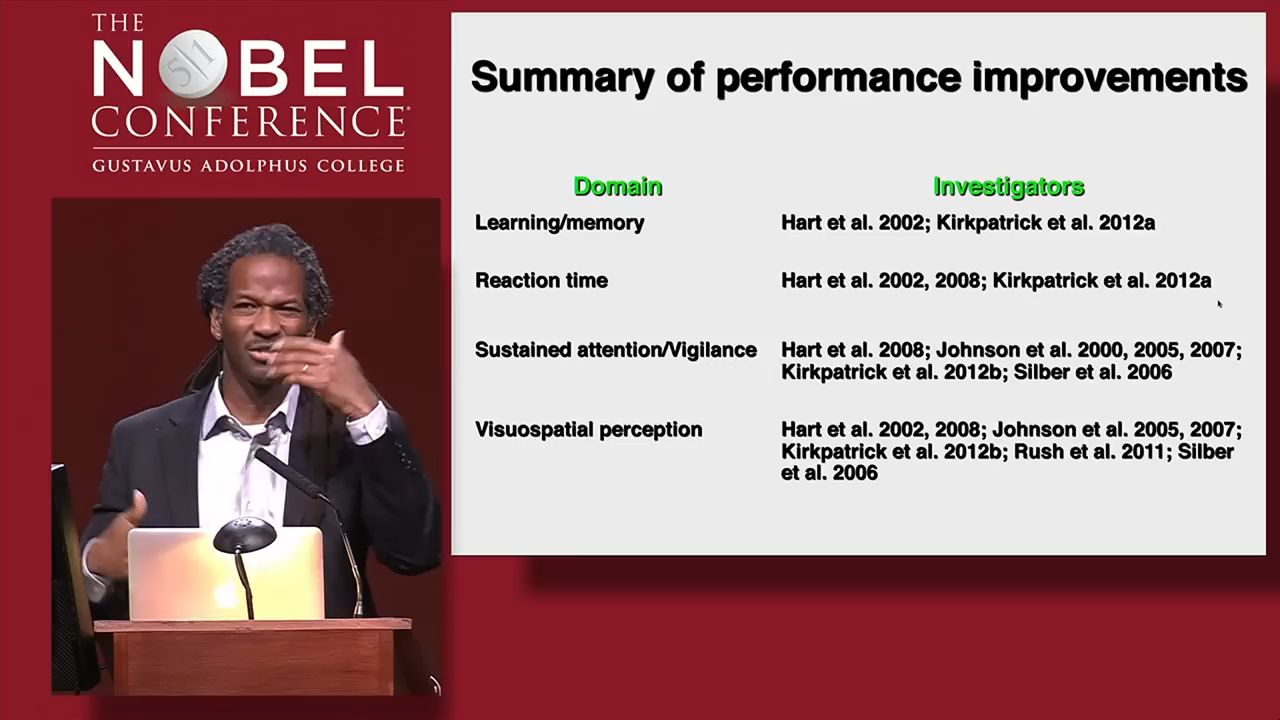 THE
NOBEL
51
CONFERENCE®
GUSTAVUS ADOLPHUS COLLEGE
Summary of performance improvements
Domain Investigators
Learning/memory Hart et al. 2002; Kirkpatrick et al. 2012a
Reaction time Hart et al. 2002, 2008; Kirkpatrick et al. 2012a
Sustained attention/Vigilance Hart et al. 2008; Johnson et al. 2000, 2005, 2007;
Kirkpatrick et al. 2012b; Silber et al. 2006
Visuospatial perception Hart et al. 2002, 2008; Johnson et al. 2005, 2007;
Kirkpatrick et al. 2012b; Rush et al. 2011; Silber
et al. 2006